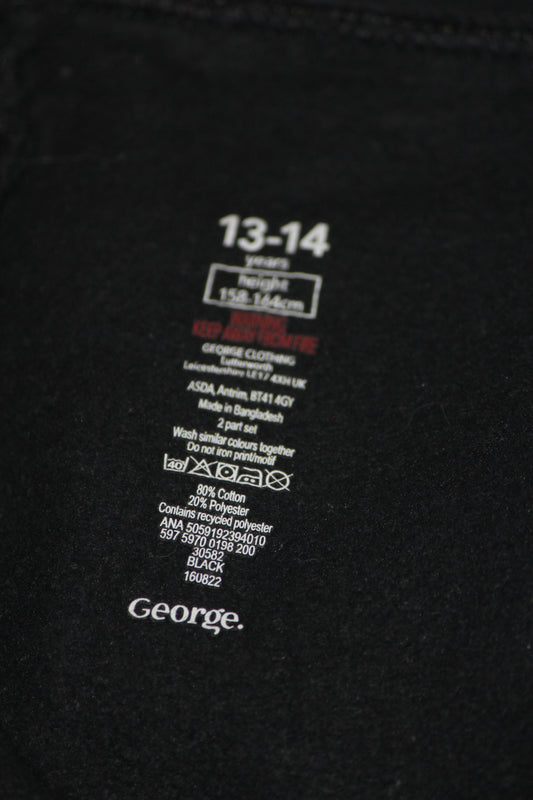 13-14
years
height
158-164cm
WARNING
KEEP AWAY FROM FIRE
GEORGE CLOTHING
Lutterworth
Leicestershire LE17 4XH UK
ASDA, Antrim, BT41 4GY
Made in Bangladesh
2 part set
Wash similar colours together
Do not iron print/motif
40
80% Cotton
20% Polyester
Contains recycled polyester
ANA 5059192394010
597 5970 0198 200
30582
BLACK
160822
George.